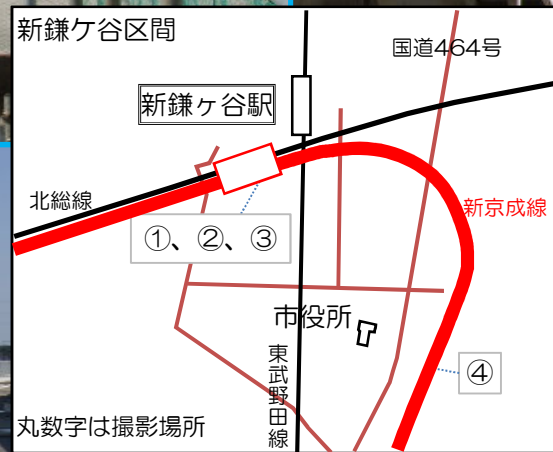 新鎌ケ谷区間
国道464号
新鎌ヶ谷駅
北総線
①、②、③
新京成線
市役所
東武野田線
④
丸数字は撮影場所